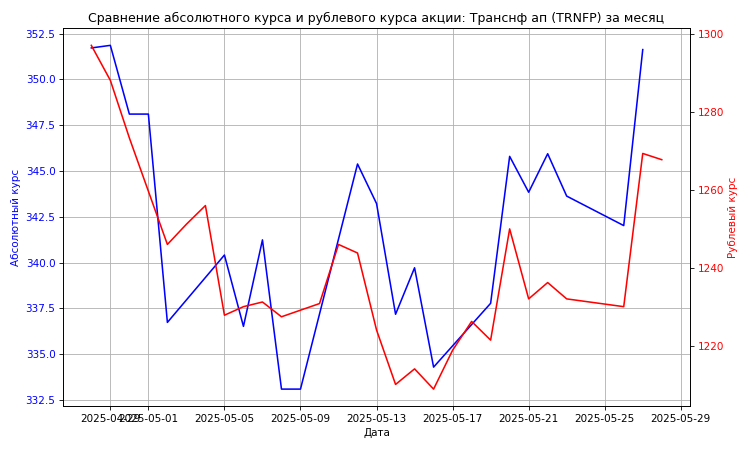 Сравнение абсолютного курса и рублевого курса акции: Транснф ап (TRNFP) за месяц
352.5
350.0
347.5
345.0
342.5
340.0
337.5
335.0
332.5
Абсолютный курс
1300
1280
1260
1240
1220
Рублевый курс
2025-04-29 2025-05-01 2025-05-05 2025-05-09 2025-05-13 2025-05-17 2025-05-21 2025-05-25 2025-05-29
Дата